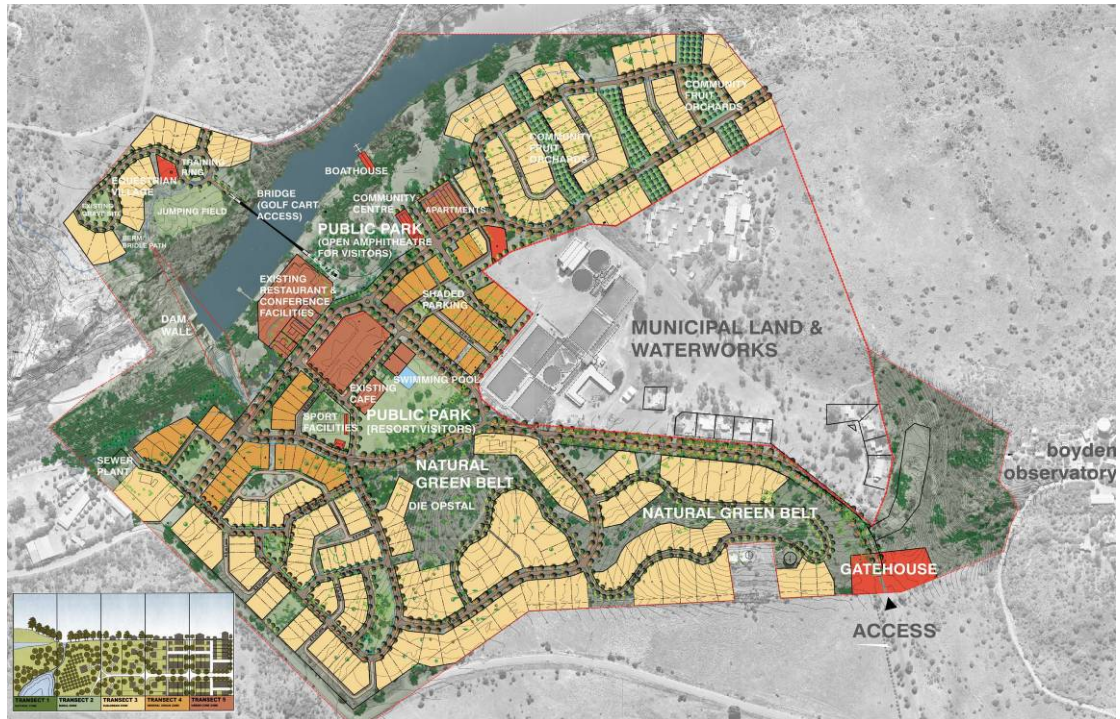 COMMUNITY
FRUIT
ORCHARDS
COMMUNITY
FRUIT
ORCHARDS
TRAINING
RING
EQUESTRIAN
VILLAGE
JUMPING FIELD
BERM
BRIDLE PATH
BRIDGE
(GOLF CART
ACCESS)
BOATHOUSE
COMMUNITY
CENTRE
APARTMENTS
PUBLIC PARK
(OPEN AMPHITHEATRE
FOR VISITORS)
EXISTING
RESTAURANT &
CONFERENCE
FACILITIES
SHADED
PARKING
DAM
WALL
MUNICIPAL LAND &
WATERWORKS
SWIMMING POOL
EXISTING
CAFE
SPORT
FACILITIES
PUBLIC PARK
[RESORT VISITORS)
SEWER
PLANT
NATURAL
GREEN BELT
DIE OPSTAL
NATURAL GREEN BELT
boyden
observatory
GATEHOUSE
ACCESS
TRANSECT 1
TRANSECT 2
TRANSECT 3
TRANSECT 4
TRANSECT 5